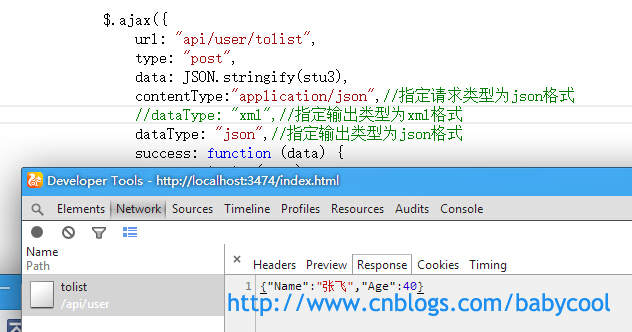 $.ajax({
url: "api/user/tolist",
type: "post",
data: JSON.stringify(stu3),
contentType:"application/json",//指定请求类型为json格式
//dataType: "xml",//指定输出类型为xml格式
dataType: "json",//指定输出类型为json格式
success: function (data) {
Developer Tools - http://localhost:3474/index.html
Elements Network Sources Timeline Profiles Resources Audits Console
Name
Path
× Headers Preview Response Cookies Timing
tolist
/api/user
1 {"Name":"张飞","Age":40}
http://www.cnblogs.com/babycool